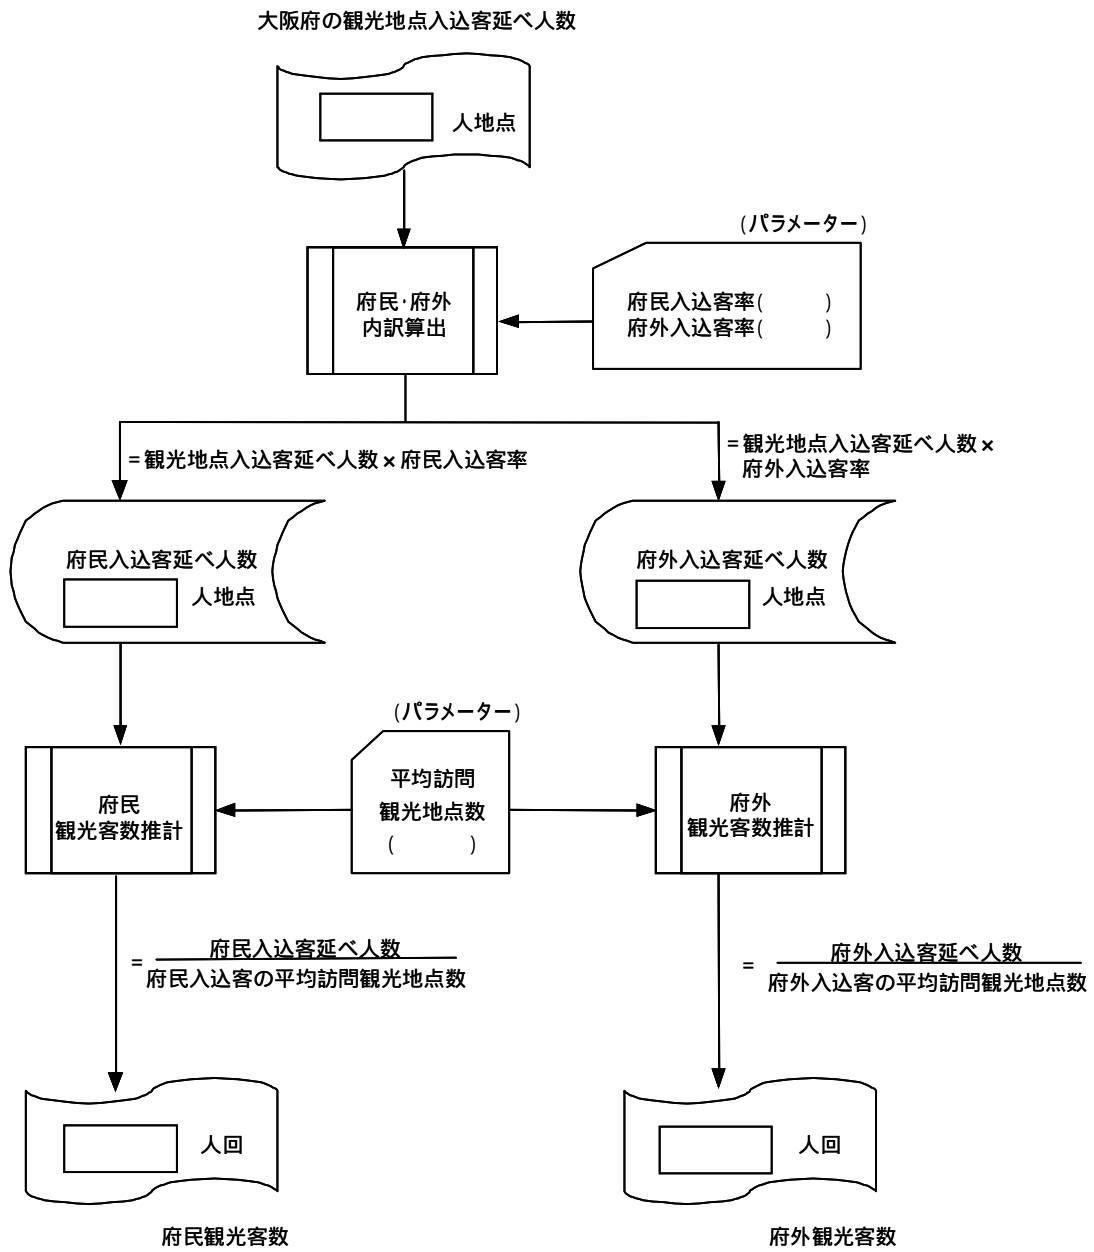 大阪府の観光地点入込客延べ人数
人地点
(パラメーター)
府民・府外
内訳算出
府民入込客率(　　　)
府外入込客率(　　　)
=観光地点入込客延べ人数×府民入込客率
=観光地点入込客延べ人数×
府外入込客率
府民入込客延べ人数
人地点
府外入込客延べ人数
人地点
(パラメーター)
平均訪問
観光地点数
(　　　)
府民
観光客数推計
府外
観光客数推計
府民入込客延べ人数
=
府民入込客の平均訪問観光地点数
府外入込客延べ人数
=
府外入込客の平均訪問観光地点数
人回
人回
府民観光客数
府外観光客数